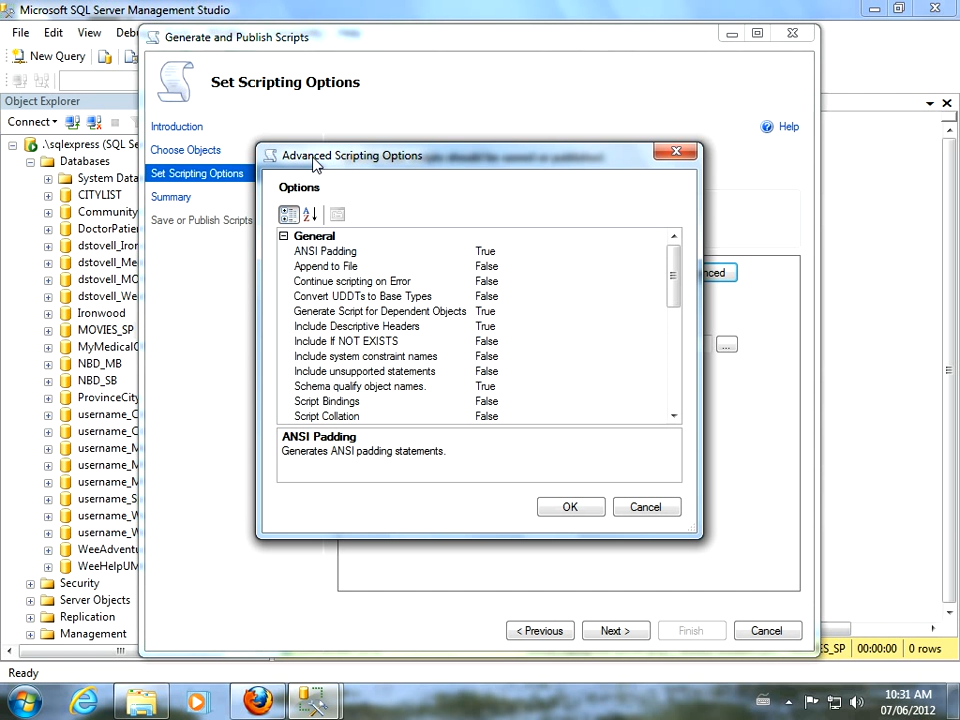 Microsoft SQL Server Management Studio
File Edit View Debu
New Query
Object Explorer
Connect
.\sqlexpress (SQL Se
Databases
System Data
CITYLIST
Community
DoctorPatien
dstovell_Iron
dstovell_Me
dstovell_MO
dstovell_We
Ironwood
MOVIES_SP
MyMedicalC
NBD_MB
NBD_SB
ProvinceCity
username_C
username_C
username_M
username_M
username_M
username_S
username_W
username_W
WeeAdventu
WeeHelpUM
Security
Server Objects
Replication
Management
Generate and Publish Scripts
Set Scripting Options
Introduction
Choose Objects
Set Scripting Options
Summary
Save or Publish Scripts
Help
nced
...
Advanced Scripting Options
Options
General
ANSI Padding True
Append to File False
Continue scripting on Error False
Convert UDDTs to Base Types False
Generate Script for Dependent Objects True
Include Descriptive Headers True
Include If NOT EXISTS False
Include system constraint names False
Include unsupported statements False
Schema qualify object names. True
Script Bindings False
Script Collation False
ANSI Padding
Generates ANSI padding statements.
OK Cancel
< Previous Next > Finish Cancel
ES_SP 00:00:00 0 rows
Ready
10:31 AM
07/06/2012